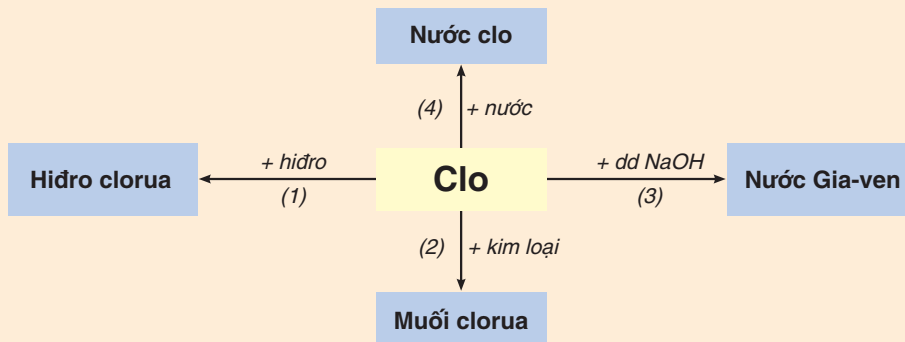 Nước clo
(4) + nước
Hiđro clorua
+ hiđro
(1)
Clo
+ dd NaOH
(3)
Nước Gia-ven
(2) + kim loại
Muối clorua